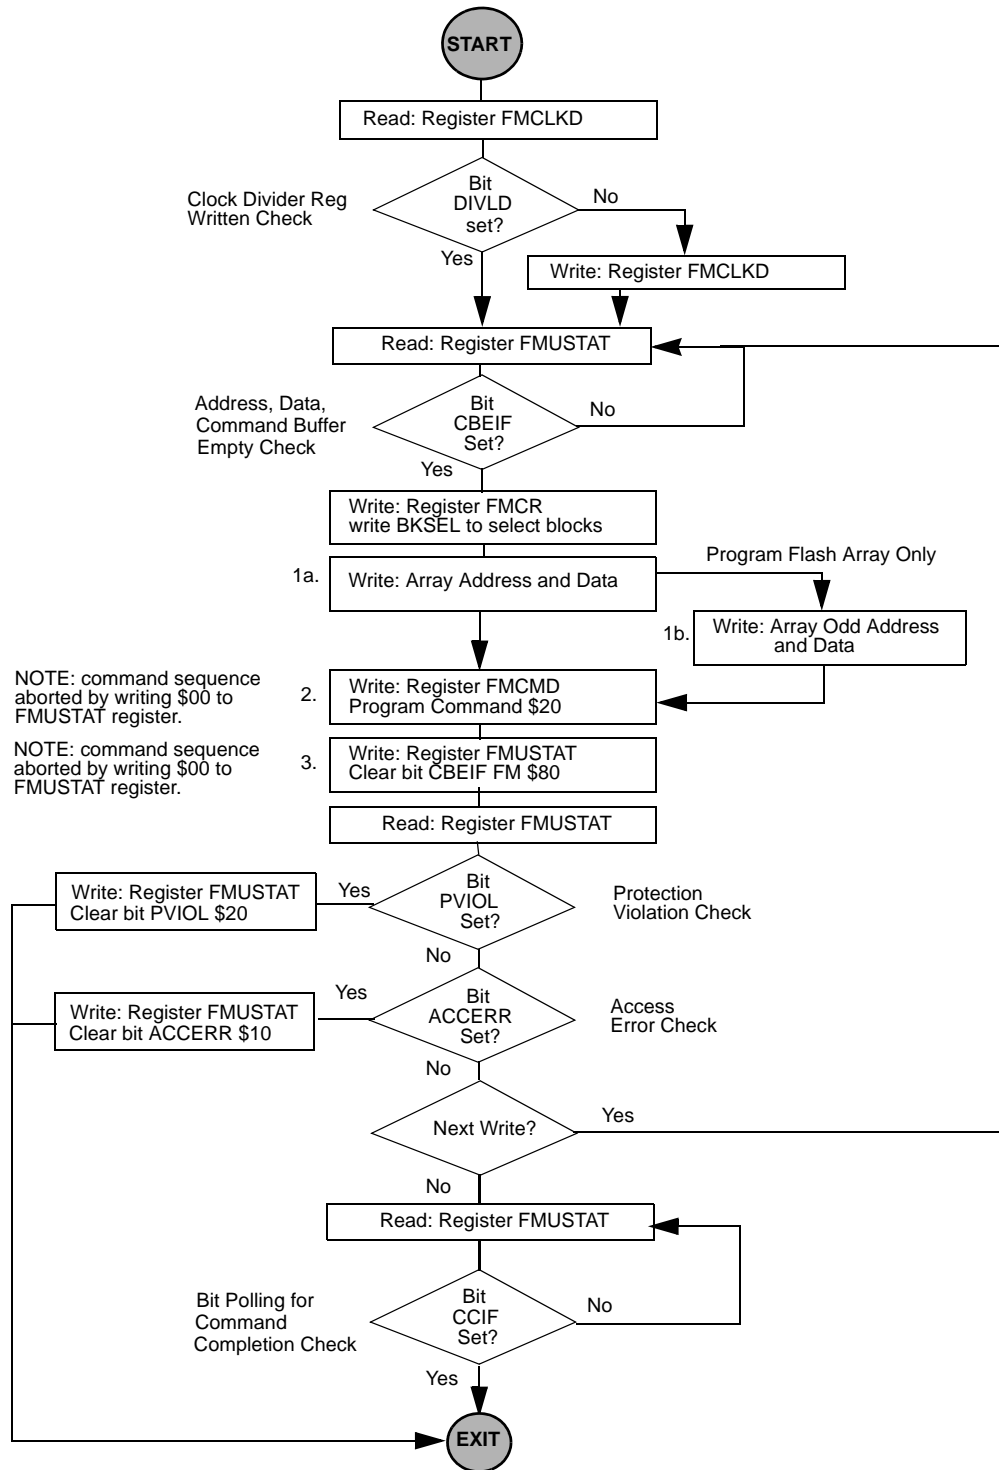 START
Read: Register FMCLKD
Clock Divider Reg
Written Check
Bit
DIVLD
set?
No
Yes
Write: Register FMCLKD
Read: Register FMUSTAT
Address, Data,
Command Buffer
Empty Check
Bit
CBEIF
Set?
No
Yes
Write: Register FMCR
write BKSEL to select blocks
1a.
Write: Array Address and Data
Program Flash Array Only
1b.
Write: Array Odd Address
and Data
NOTE: command sequence
aborted by writing $00 to
FMUSTAT register.
2.
Write: Register FMCMD
Program Command $20
NOTE: command sequence
aborted by writing $00 to
FMUSTAT register.
3.
Write: Register FMUSTAT
Clear bit CBEIF FM $80
Read: Register FMUSTAT
Write: Register FMUSTAT
Clear bit PVIOL $20
Yes
Bit
PVIOL
Set?
Protection
Violation Check
No
Write: Register FMUSTAT
Clear bit ACCERR $10
Yes
Bit
ACCERR
Set?
Access
Error Check
No
Next Write?
Yes
No
Read: Register FMUSTAT
Bit Polling for
Command
Completion Check
Bit
CCIF
Set?
No
Yes
EXIT